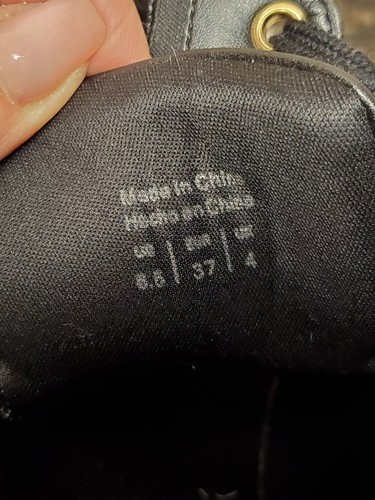 Made in China
Hecho en China
US | EUR | UK
6.5 | 37 | 4